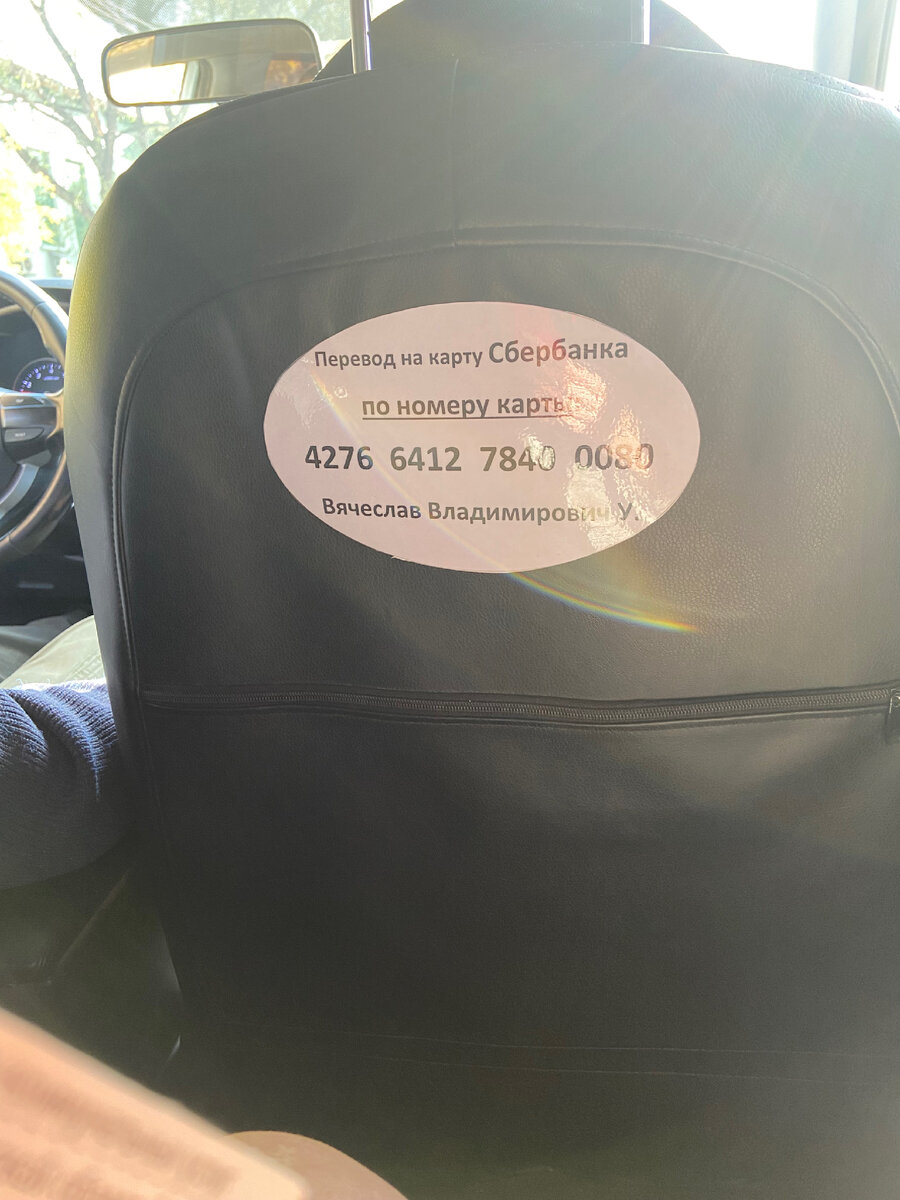 Перевод на карту Сбербанка
по номеру карты:
4276 6412 7840 0080
Вячеслав Владимирович У.